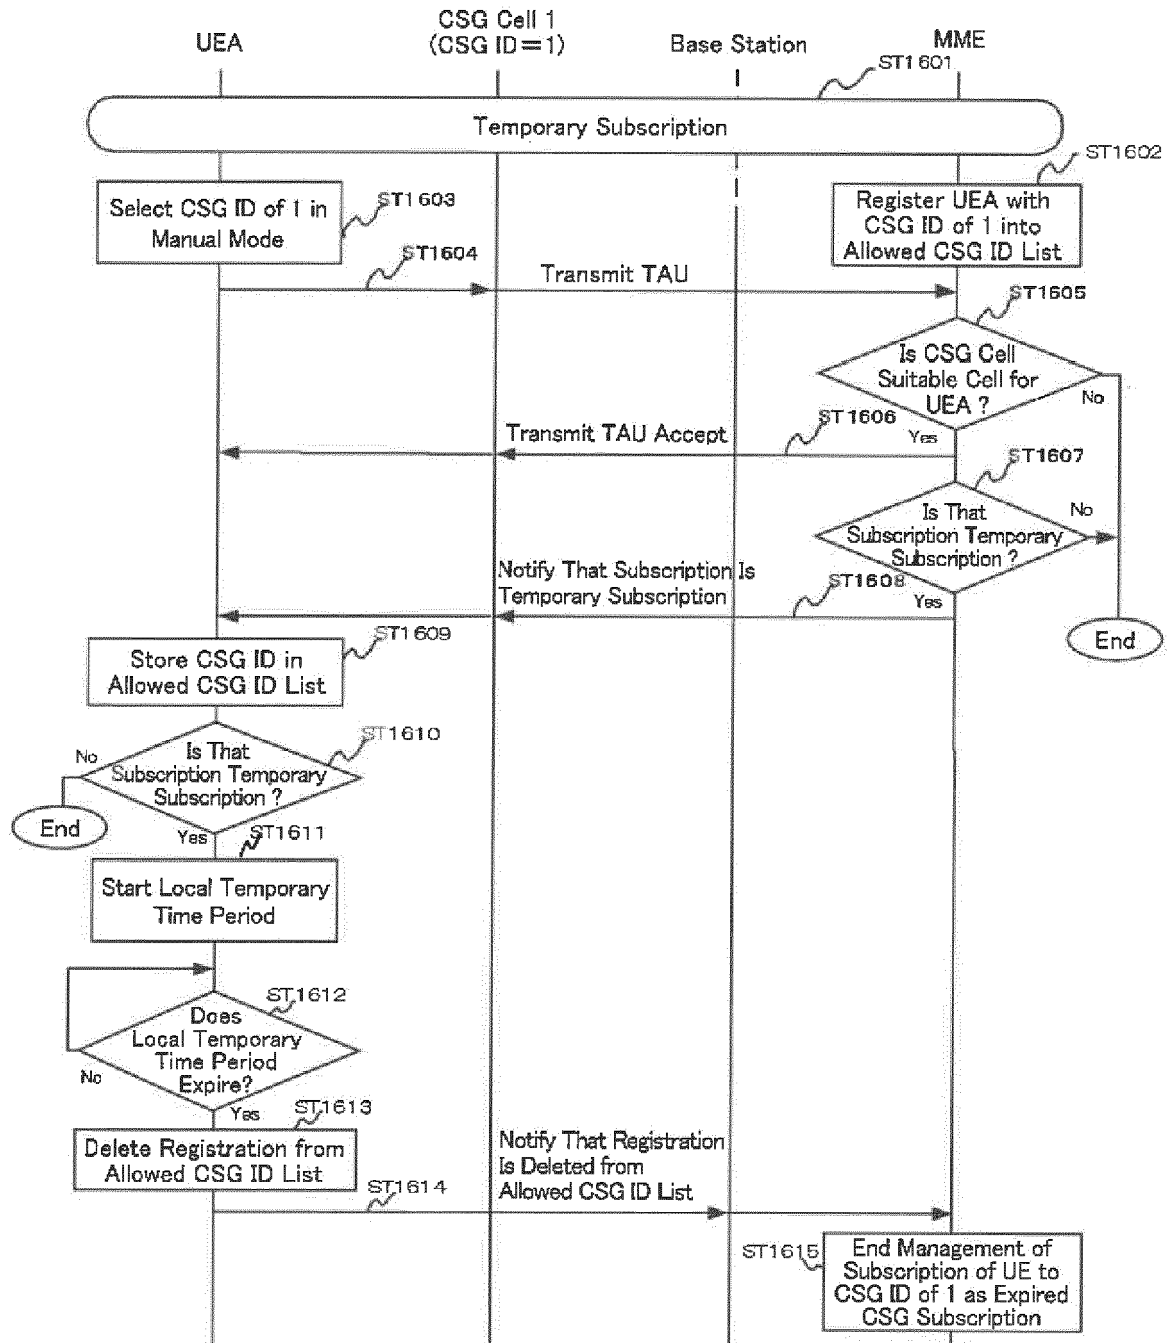 UEA
CSG Cell 1
(CSG ID=1)
Base Station
MME
ST1601
Temporary Subscription
ST1602
Select CSG ID of 1 in
Manual Mode
ST1603
Register UEA with
CSG ID of 1 into
Allowed CSG ID List
ST1604
Transmit TAU
ST1605
Is CSG Cell
Suitable Cell for
UEA ?
No
Yes
ST1606
Transmit TAU Accept
ST1607
Is That
Subscription Temporary
Subscription ?
No
Yes
Notify That Subscription Is
Temporary Subscription
ST1608
End
ST1609
Store CSG ID in
Allowed CSG ID List
ST1610
Is That
Subscription Temporary
Subscription ?
No
End
Yes
ST1611
Start Local Temporary
Time Period
ST1612
Does
Local Temporary
Time Period
Expire?
No
Yes
ST1613
Delete Registration from
Allowed CSG ID List
ST1614
Notify That Registration
Is Deleted from
Allowed CSG ID List
ST1615
End Management of
Subscription of UE to
CSG ID of 1 as Expired
CSG Subscription